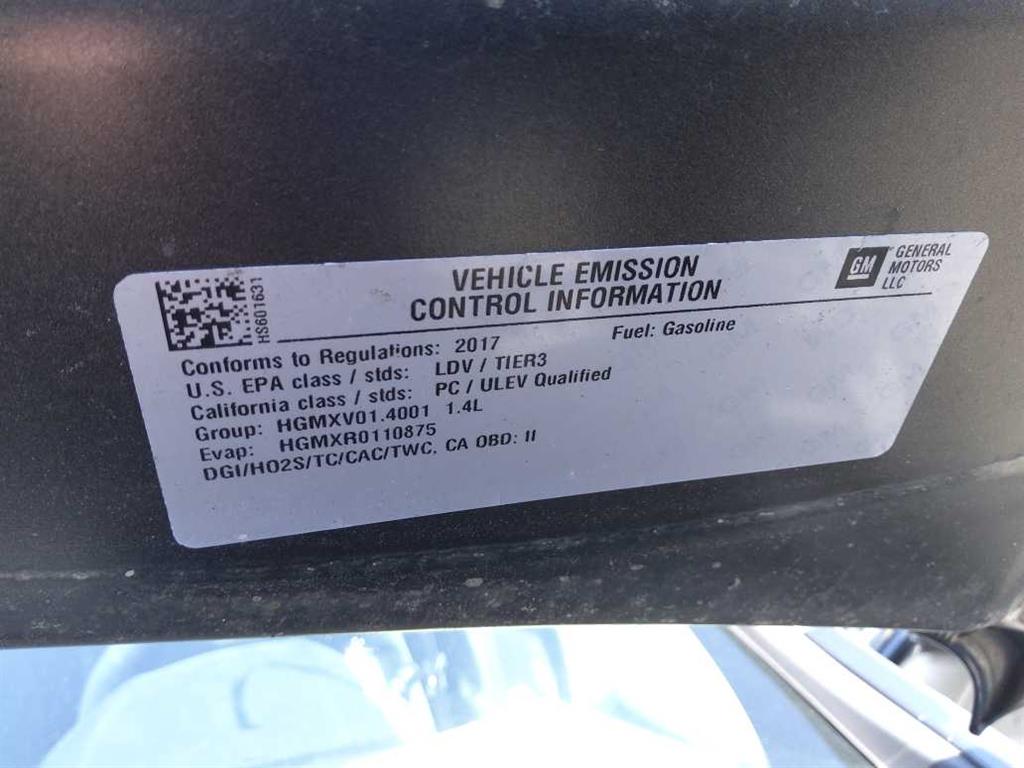 HS601631
VEHICLE EMISSION
CONTROL INFORMATION
GM
GENERAL
MOTORS
LLC
Conforms to Regulations: 2017
Fuel: Gasoline
U.S. EPA class / stds: LDV / TIER3
California class / stds: PC / ULEV Qualified
Group: HGMXV01.4001 1.4L
Evap: HGMXR0110875
DGI/HO2S/TC/CAC/TWC, CA OBD: II